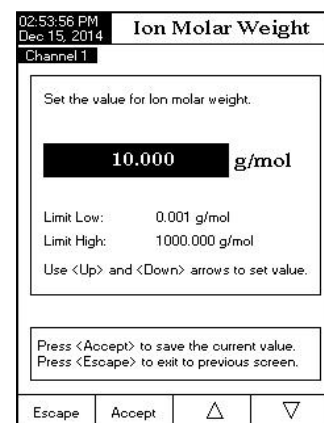 02:53:56 PM
Dec 15, 2014
Ion Molar Weight
Channel 1
Set the value for Ion molar weight.
10.000 g/mol
Limit Low: 0.001 g/mol
Limit High: 1000.000 g/mol
Use <Up> and <Down> arrows to set value.
Press <Accept> to save the current value.
Press <Escape> to exit to previous screen.
Escape Accept △ ▽